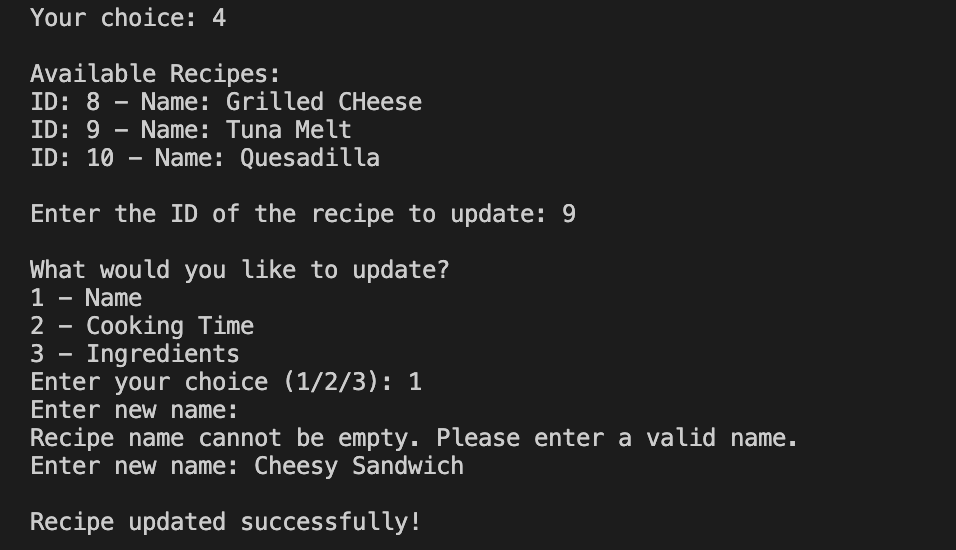 Your choice: 4
Available Recipes:
ID: 8 – Name: Grilled CHeese
ID: 9 – Name: Tuna Melt
ID: 10 – Name: Quesadilla
Enter the ID of the recipe to update: 9
What would you like to update?
1 – Name
2 – Cooking Time
3 – Ingredients
Enter your choice (1/2/3): 1
Enter new name:
Recipe name cannot be empty. Please enter a valid name.
Enter new name: Cheesy Sandwich
Recipe updated successfully!